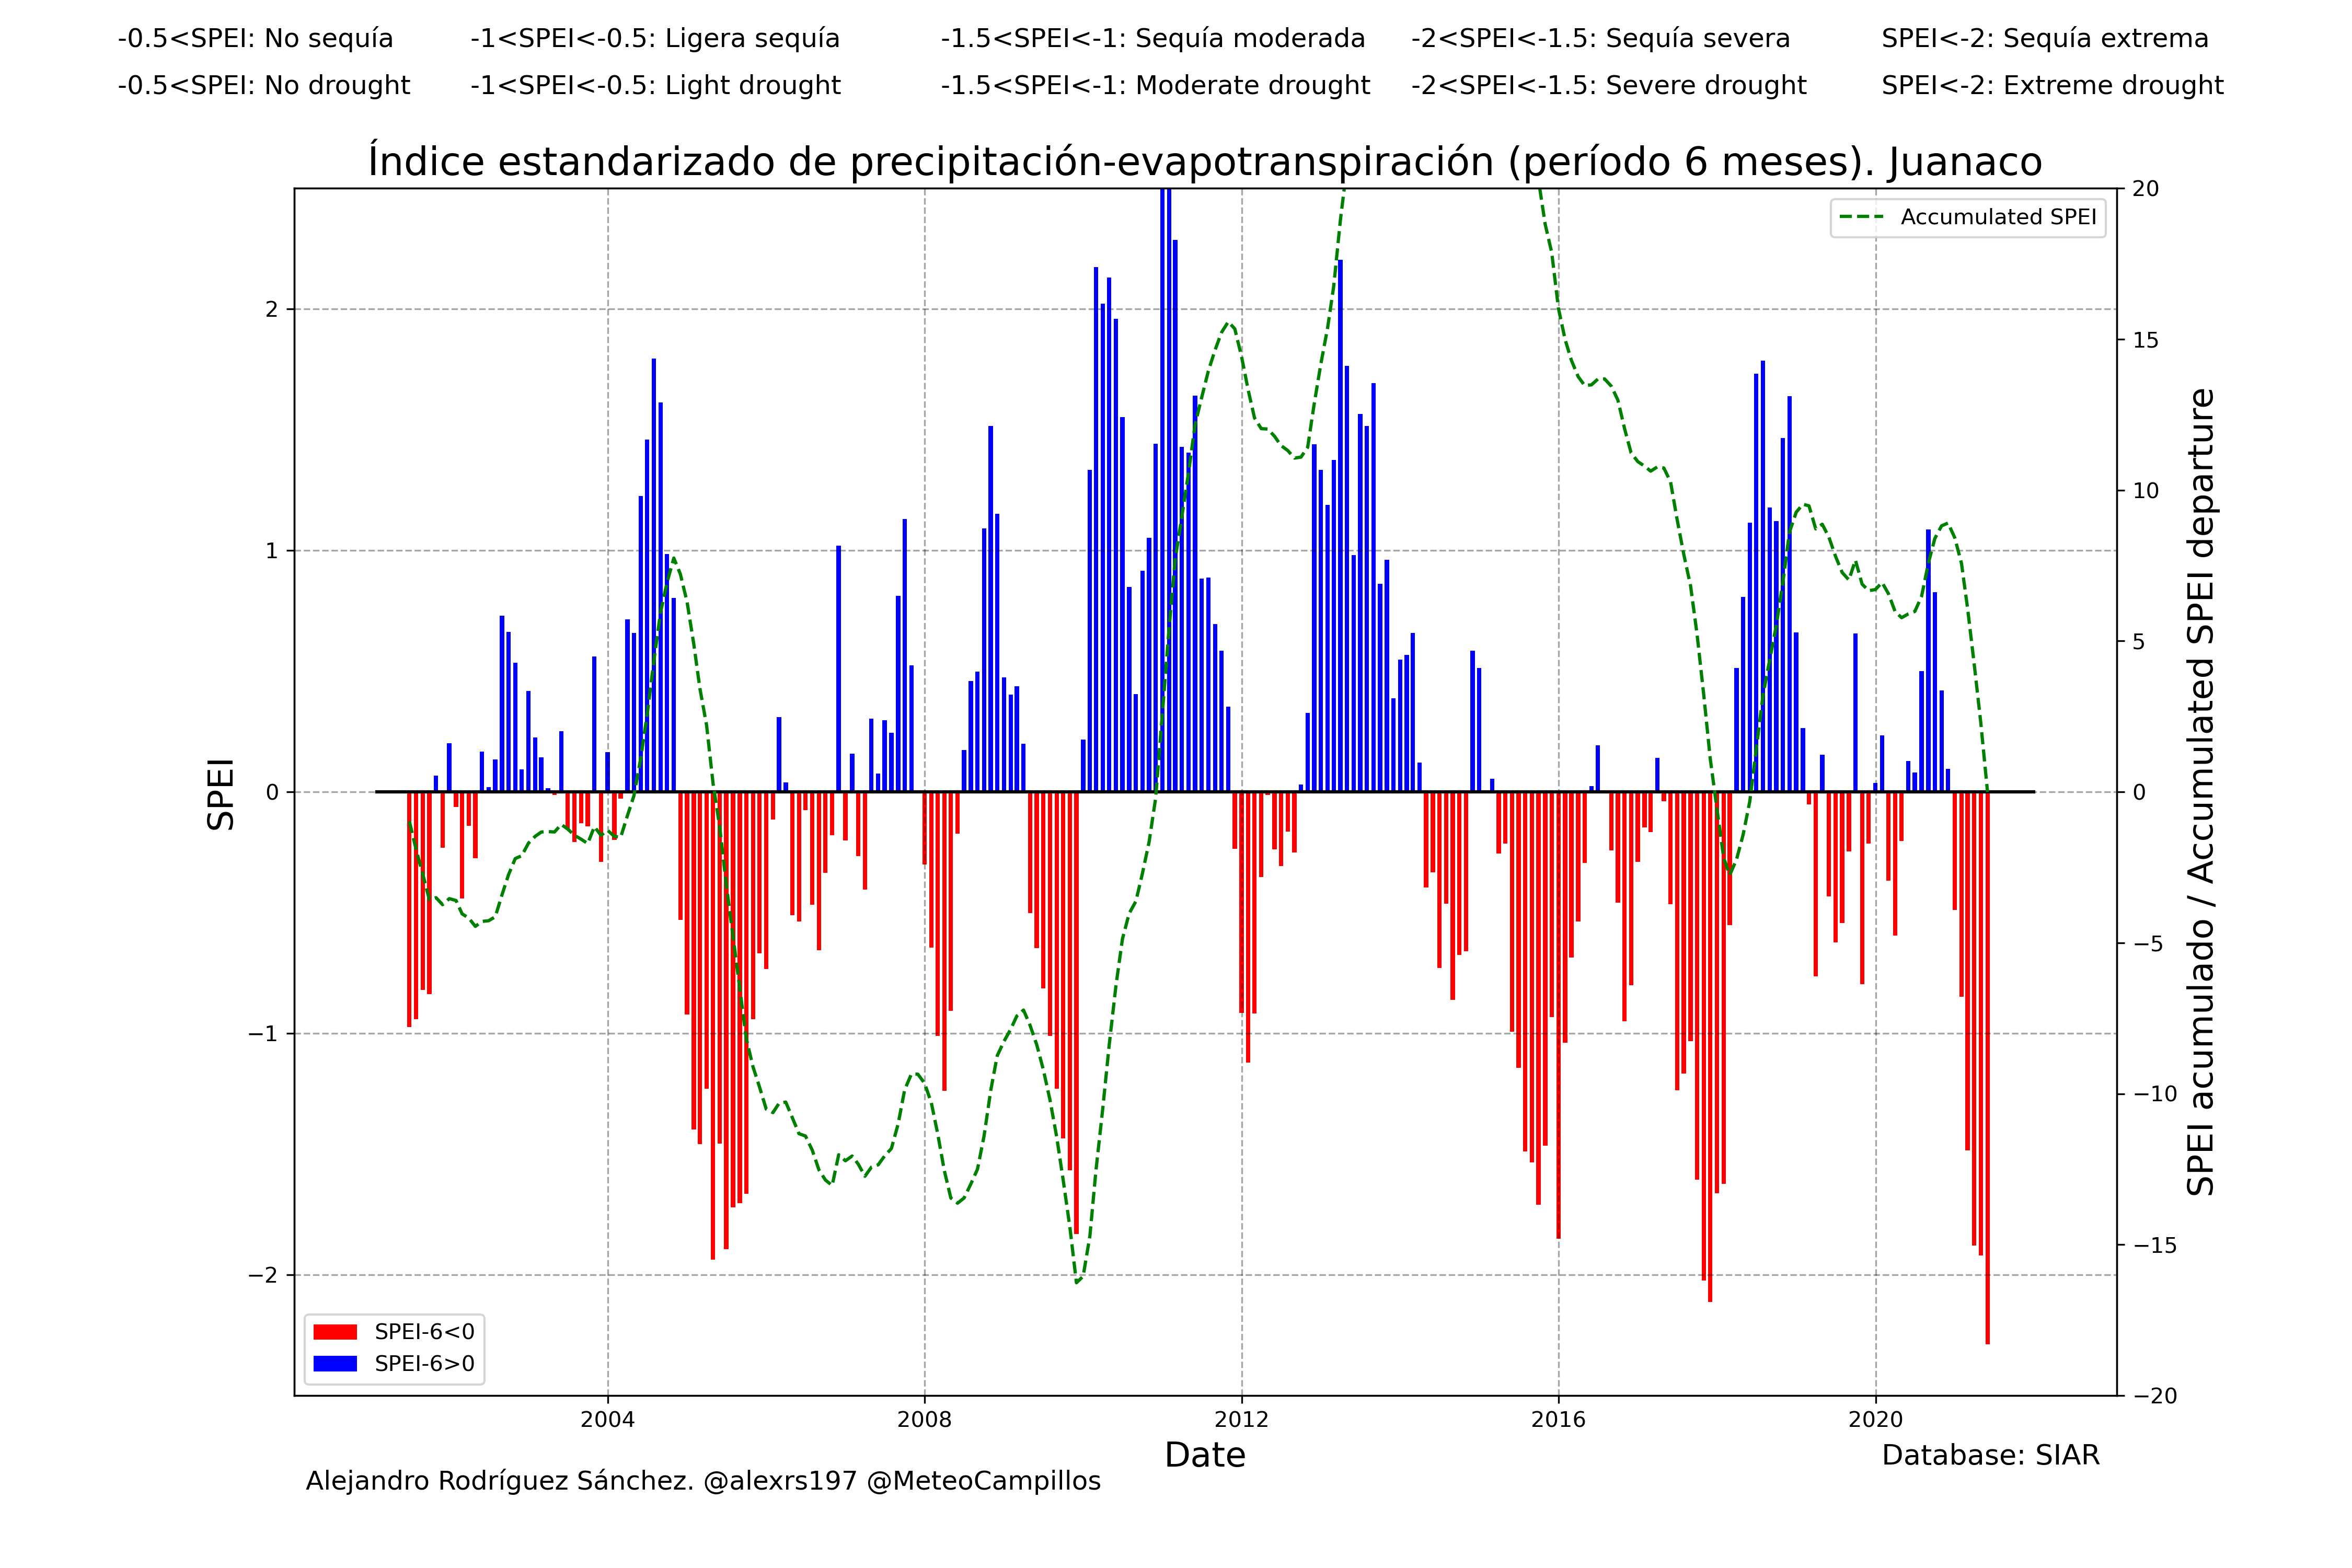 -0.5<SPEI: No sequía -1<SPEI<-0.5: Ligera sequía -1.5<SPEI<-1: Sequía moderada -2<SPEI<-1.5: Sequía severa SPEI<-2: Sequía extrema
-0.5<SPEI: No drought -1<SPEI<-0.5: Light drought -1.5<SPEI<-1: Moderate drought -2<SPEI<-1.5: Severe drought SPEI<-2: Extreme drought
Índice estandarizado de precipitación-evapotranspiración (período 6 meses). Juanaco
Accumulated SPEI
SPEI
2
1
0
−1
−2
20
15
10
5
0
−5
−10
−15
−20
SPEI acumulado / Accumulated SPEI departure
SPEI-6<0
SPEI-6>0
2004 2008 2012 2016 2020
Date
Database: SIAR
Alejandro Rodríguez Sánchez. @alexrs197 @MeteoCampillos